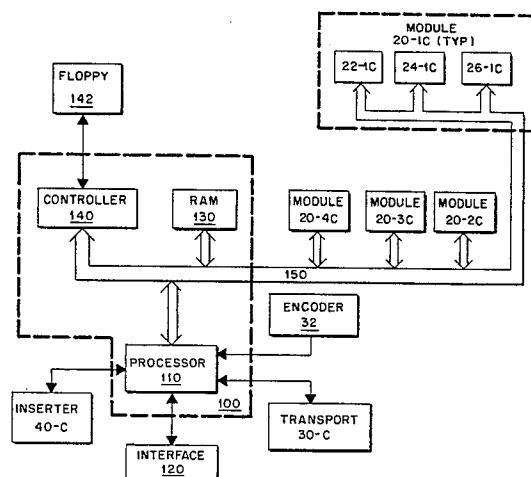 MODULE
20-1C (TYP)
22-1C
24-1C
26-1C
FLOPPY
142
CONTROLLER
140
RAM
130
MODULE
20-4C
MODULE
20-3C
MODULE
20-2C
150
ENCODER
32
PROCESSOR
110
100
INSERTER
40-C
TRANSPORT
30-C
INTERFACE
120